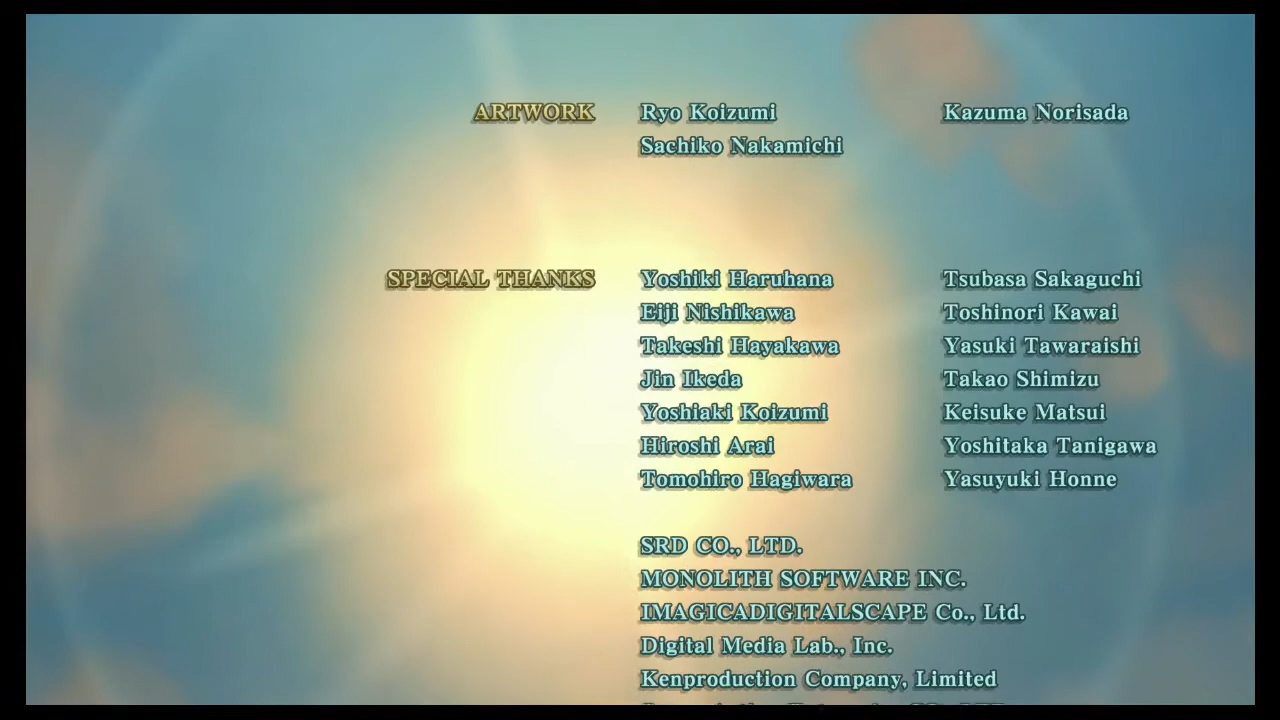 ARTWORK Ryo Koizumi Kazuma Norisada
Sachiko Nakamichi
SPECIAL THANKS Yoshiki Haruhana Tsubasa Sakaguchi
Eiji Nishikawa Toshinori Kawai
Takeshi Hayakawa Yasuki Tawaraishi
Jin Ikeda Takao Shimizu
Yoshiaki Koizumi Keisuke Matsui
Hiroshi Arai Yoshitaka Tanigawa
Tomohiro Hagiwara Yasuyuki Honne
SRD CO., LTD.
MONOLITH SOFTWARE INC.
IMAGICADIGITALSCAPE Co., Ltd.
Digital Media Lab., Inc.
Kenproduction Company, Limited